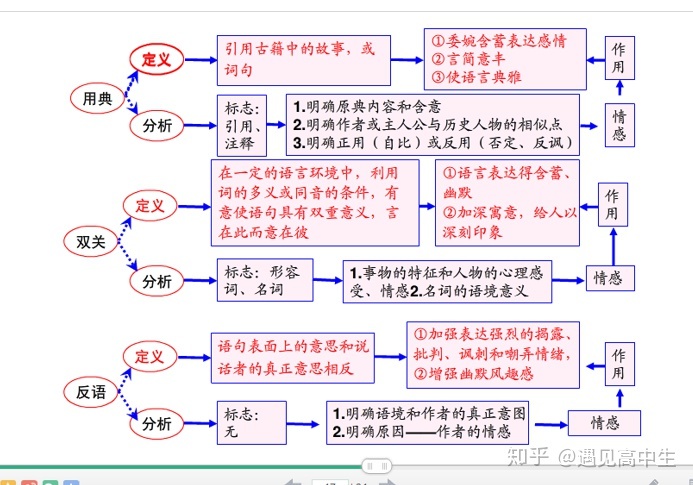 用典
定义
引用古籍中的故事，或
词句
①委婉含蓄表达感情
②言简意丰
③使语言典雅
作
用
分析
标志：
引用、
注释
1.明确原典内容和含意
2.明确作者或主人公与历史人物的相似点
3.明确正用（自比）或反用（否定、反讽）
情
感
双关
定义
在一定的语言环境中，利用
词的多义或同音的条件，有
意使语句具有双重意义，言
在此而意在彼
①语言表达得含蓄、
幽默
②加深寓意，给人以
深刻印象
作
用
分析
标志：形容
词、名词
1.事物的特征和人物的心理感
受、情感2.名词的语境意义
情感
反语
定义
语句表面上的意思和说
话者的真正意思相反
①加强表达强烈的揭露、
批判、讽刺和嘲弄情绪，
②增强幽默风趣感
作
用
分析
标志：
无
1.明确语境和作者的真正意图
2.明确原因——作者的情感
情感
知乎 @遇见高中生